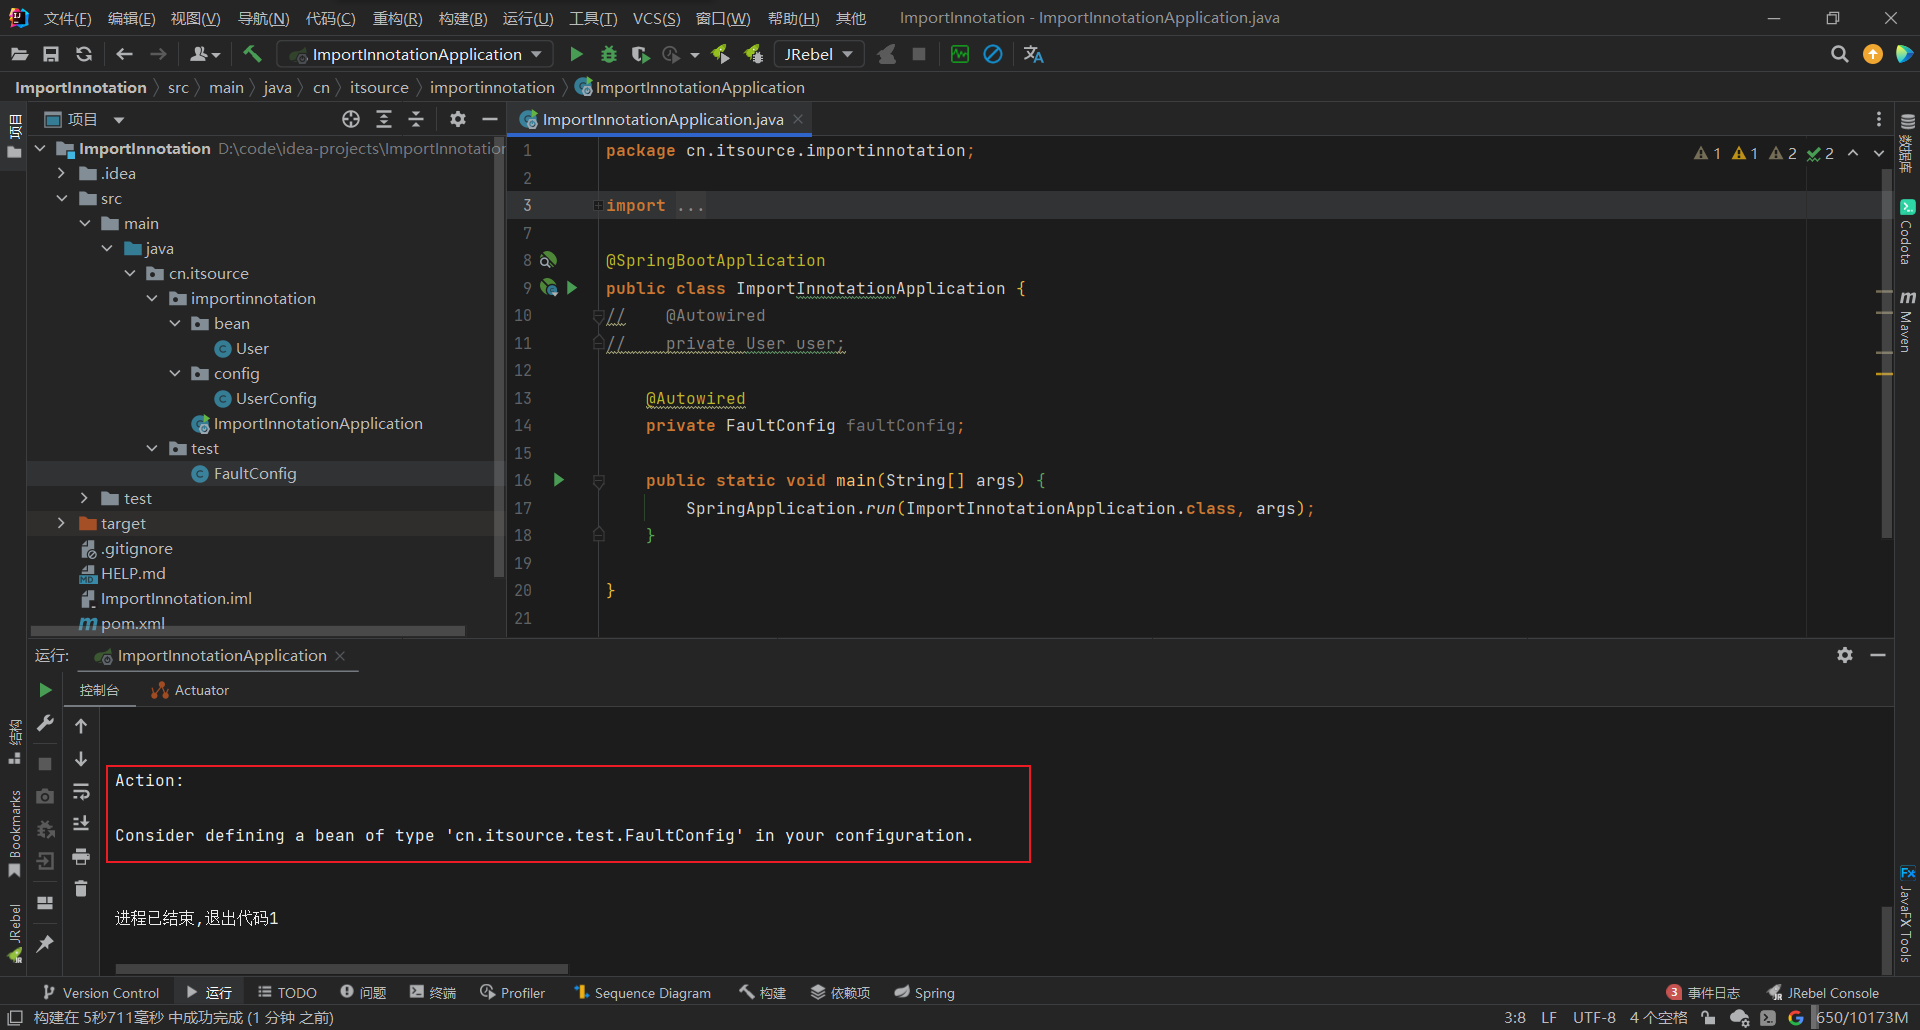 文件(F) 编辑(E) 视图(V) 导航(N) 代码(C) 重构(R) 构建(B) 运行(U) 工具(T) VCS(S) 窗口(W) 帮助(H) 其他 ImportInnotation - ImportInnotationApplication.java
ImportInnotationApplication JRebel
ImportInnotation src main java cn itsource importinnotation ImportInnotationApplication
项目
ImportInnotationApplication.java
ImportInnotation D:\code\idea-projects\ImportInnotation
.idea
src
main
java
cn.itsource
importinnotation
bean
User
config
UserConfig
ImportInnotationApplication
test
FaultConfig
test
target
.gitignore
HELP.md
ImportInnotation.iml
pom.xml
1 package cn.itsource.importinnotation;
2
3 import ...
7
8 @SpringBootApplication
9 public class ImportInnotationApplication {
10 // @Autowired
11 // private User user;
12
13 @Autowired
14 private FaultConfig faultConfig;
15
16 public static void main(String[] args) {
17 SpringApplication.run(ImportInnotationApplication.class, args);
18 }
19
20 }
21
1 1 2 2
项目
结构
Bookmarks
JRebel
数据库
Codota
Maven
JavaFX Tools
运行: ImportInnotationApplication
控制台 Actuator
Action:
Consider defining a bean of type 'cn.itsource.test.FaultConfig' in your configuration.
进程已结束,退出代码1
Version Control 运行 TODO 问题 终端 Profiler Sequence Diagram 构建 依赖项 Spring 3 事件日志 JRebel Console
构建在 5秒711毫秒 中成功完成 (1 分钟 之前) 3:8 LF UTF-8 4 个空格 650/10173M